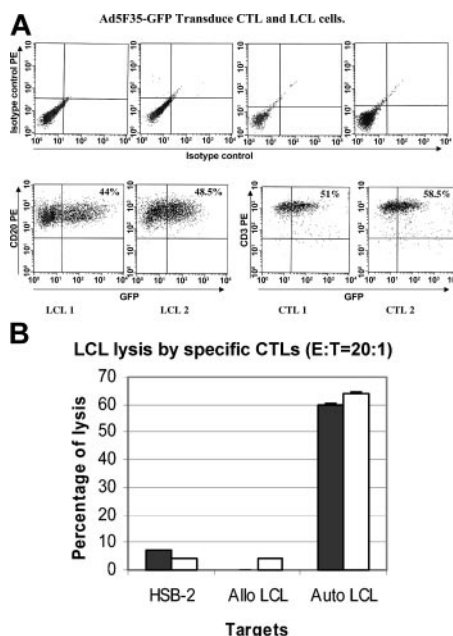 A
Ad5F35-GFP Transduce CTL and LCL cells.
Isotype control PE
Isotype control
CD20 PE
44%
48.5%
CD3 PE
51%
58.5%
GFP
GFP
LCL 1
LCL 2
CTL 1
CTL 2
B
LCL lysis by specific CTLs (E:T=20:1)
Percentage of lysis
70
60
50
40
30
20
10
0
HSB-2
Allo LCL
Auto LCL
Targets